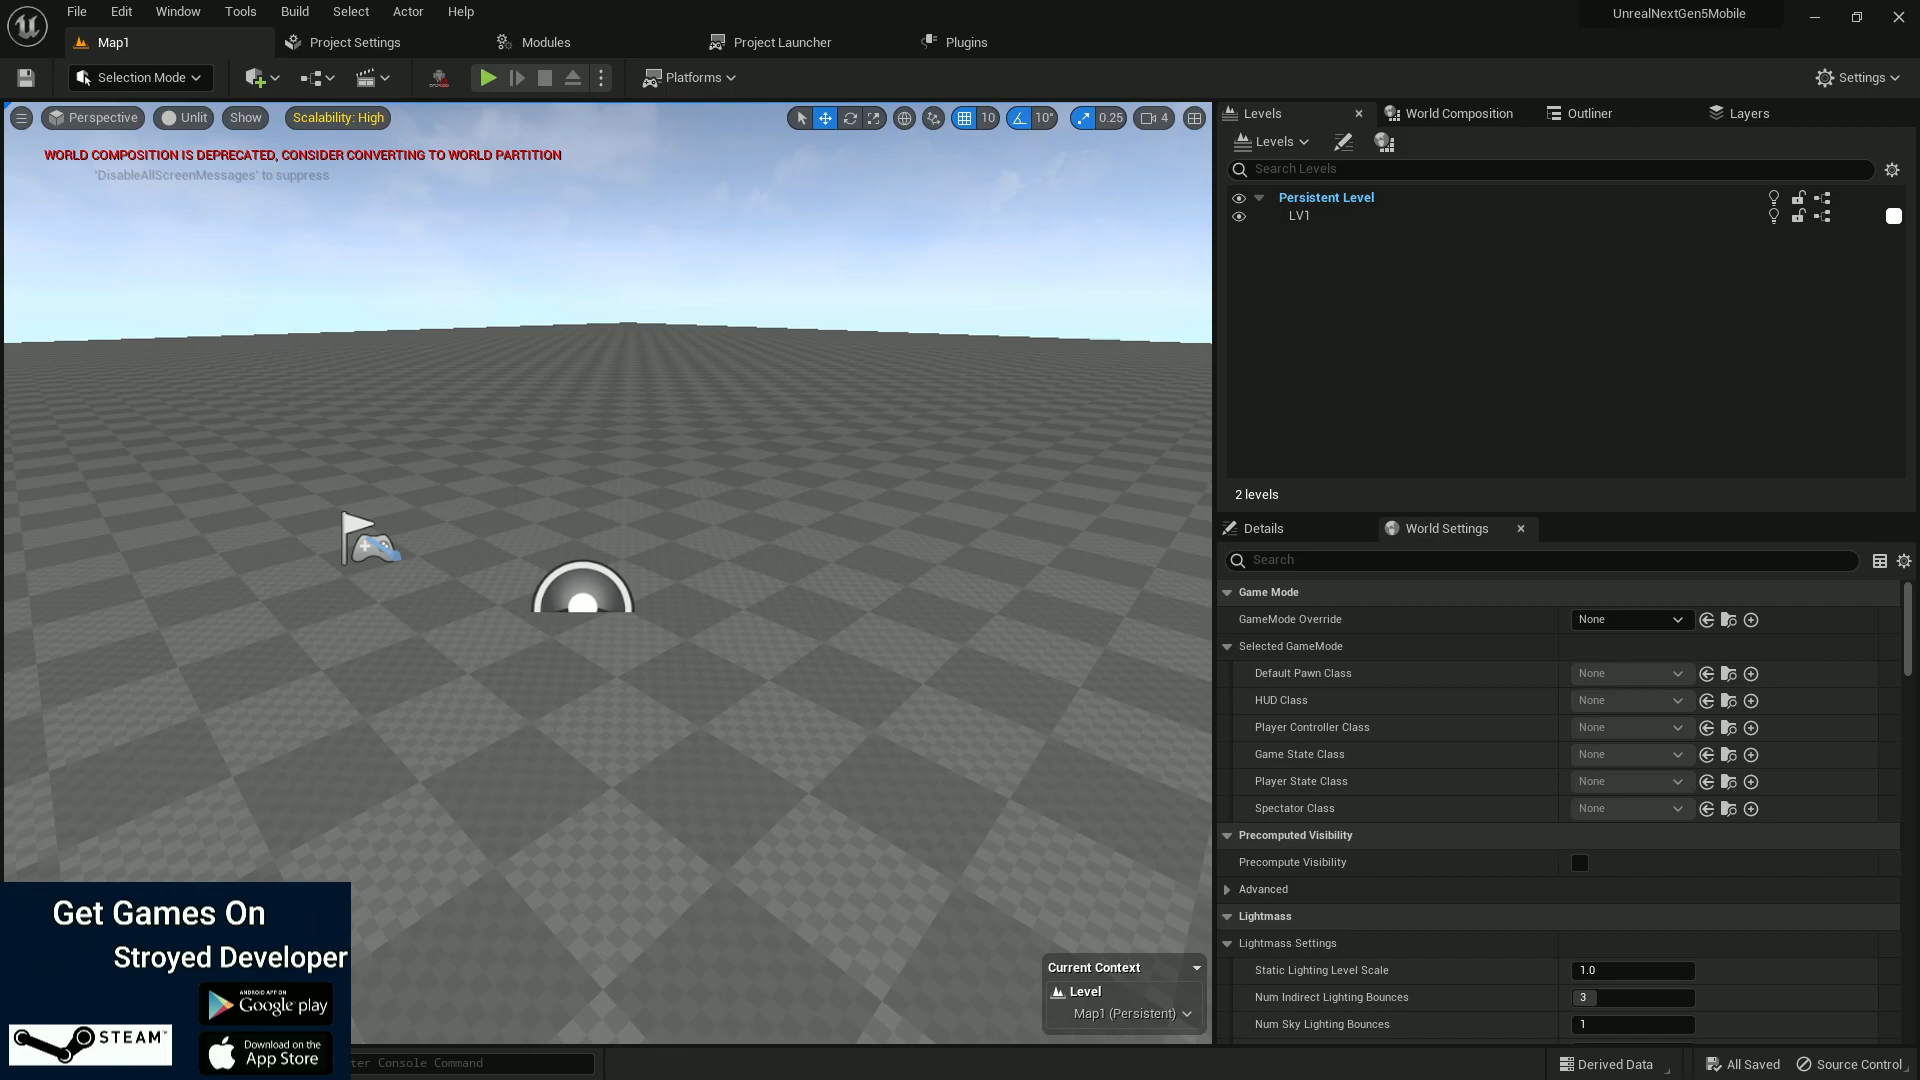 File Edit Window Tools Build Select Actor Help
UnrealNextGen5Mobile
Map1 Project Settings Modules Project Launcher Plugins
Selection Mode Platforms Settings
Perspective Unlit Show Scalability: High 10 10° 0.25 4
WORLD COMPOSITION IS DEPRECATED, CONSIDER CONVERTING TO WORLD PARTITION
'DisableAllScreenMessages' to suppress
Levels World Composition Outliner Layers
Levels
Search Levels
Persistent Level
LV1
2 levels
Details World Settings
Search
Game Mode
GameMode Override None
Selected GameMode
Default Pawn Class None
HUD Class None
Player Controller Class None
Game State Class None
Player State Class None
Spectator Class None
Precomputed Visibility
Precompute Visibility
Advanced
Lightmass
Lightmass Settings
Static Lighting Level Scale 1.0
Num Indirect Lighting Bounces 3
Num Sky Lighting Bounces 1
Current Context
Level
Map1 (Persistent)
Get Games On
Stroyed Developer
ANDROID APP ON
Google play
STEAM
Download on the
App Store
ter Console Command
Derived Data All Saved Source Control